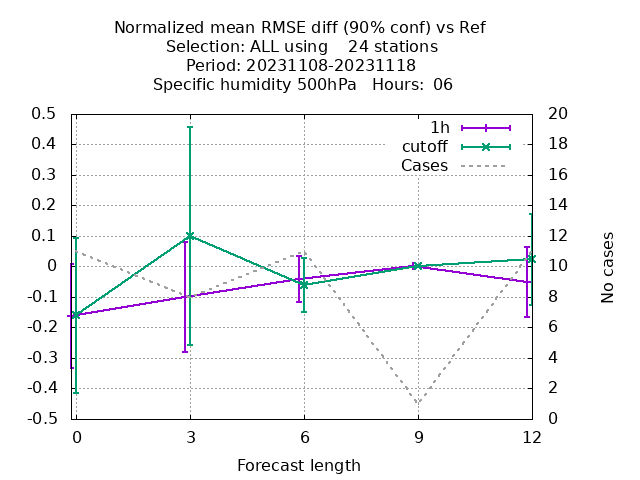 Normalized mean RMSE diff (90% conf) vs Ref
Selection: ALL using    24 stations
Period: 20231108-20231118
Specific humidity 500hPa   Hours:  06
0.5
0.4
0.3
0.2
0.1
0
-0.1
-0.2
-0.3
-0.4
-0.5
1h
cutoff
Cases
20
18
16
14
12
10
8
6
4
2
0
No cases
0 3 6 9 12
Forecast length